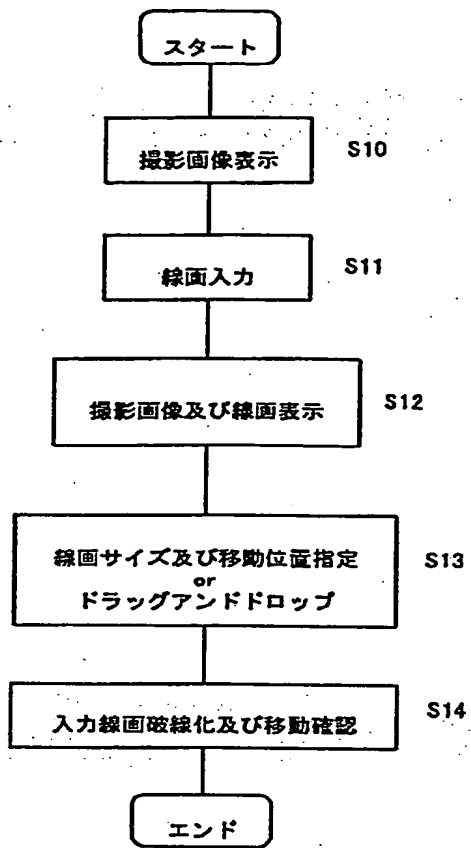 スタート
撮影画像表示 S10
線画入力 S11
撮影画像及び線画表示 S12
線画サイズ及び移動位置指定 S13
or
ドラッグアンドドロップ
入力線画破線化及び移動確認 S14
エンド